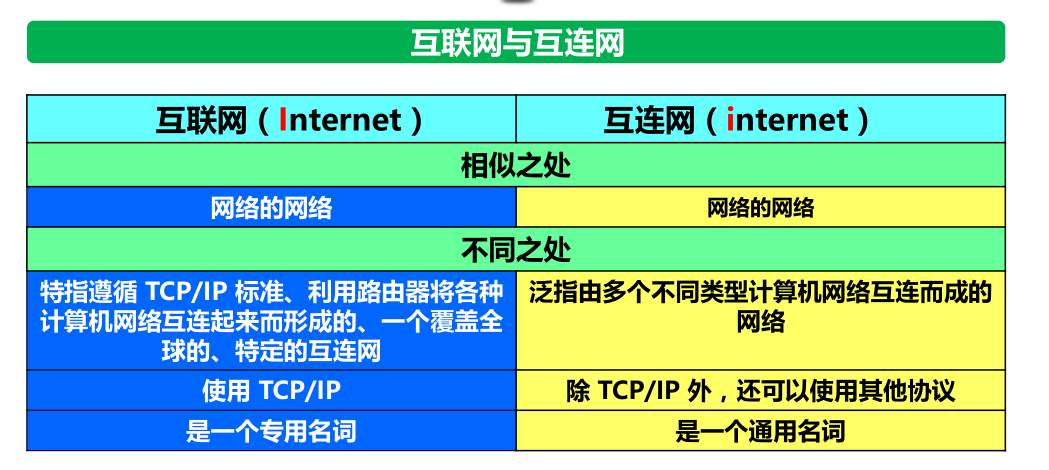 互联网与互连网
互联网（Internet）
互连网（internet）
相似之处
网络的网络
网络的网络
不同之处
特指遵循 TCP/IP 标准、利用路由器将各种
计算机网络互连起来而形成的、一个覆盖全
球的、特定的互连网
泛指由多个不同类型计算机网络互连而成的
网络
使用 TCP/IP
除 TCP/IP 外，还可以使用其他协议
是一个专用名词
是一个通用名词